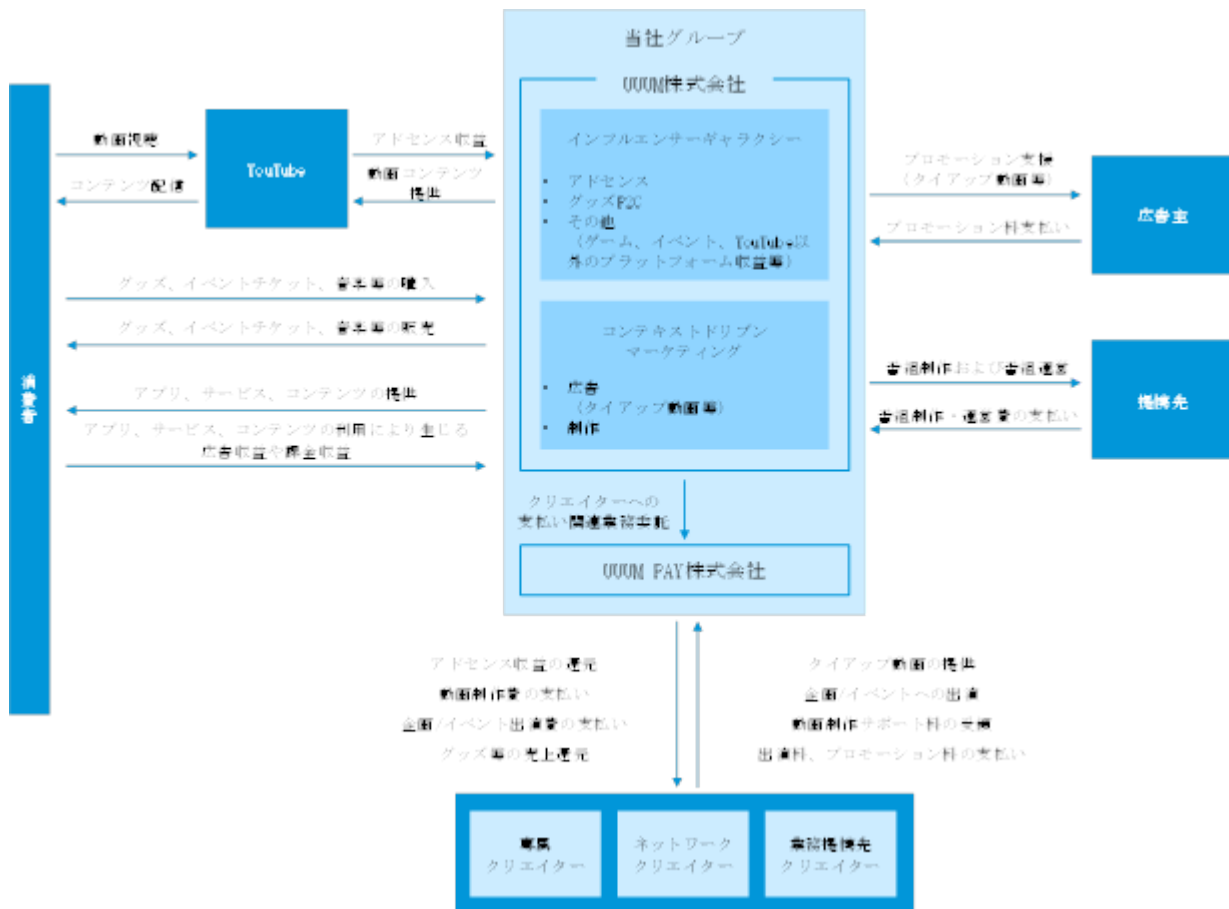 当社グループ
UUUM株式会社
インフルエンサーギャラクシー
・ アドセンス
・ グッズP2C
・ その他
（ゲーム、イベント、YouTube以
外のプラットフォーム収益等）
コンテキストドリブン
マーケティング
・ 広告
（タイアップ動画等）
・ 制作
クリエイターへの
支払い関連業務委託
UUUM PAY株式会社
消費者
動画視聴
コンテンツ配信
YouTube
アドセンス収益
動画コンテンツ
提供
グッズ、イベントチケット、音楽等の購入
グッズ、イベントチケット、音楽等の販売
アプリ、サービス、コンテンツの提供
アプリ、サービス、コンテンツの利用により生じる
広告収益や課金収益
プロモーション支援
（タイアップ動画等）
プロモーション料支払い
広告主
番組制作および番組運営
番組制作・運営費の支払い
提携先
アドセンス収益の還元
動画制作費の支払い
企画/イベント出演費の支払い
グッズ等の売上還元
タイアップ動画の提供
企画/イベントへの出演
動画制作サポート料の受領
出演料、プロモーション料の支払い
専属
クリエイター
ネットワーク
クリエイター
業務提携先
クリエイター